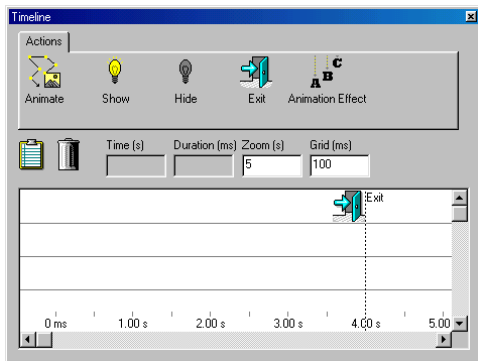 Timeline
Actions
Animate Show Hide Exit Animation Effect
Time (s) Duration (ms) Zoom (s) Grid (ms)
5 100
Exit
0 ms 1.00 s 2.00 s 3.00 s 4.00 s 5.00